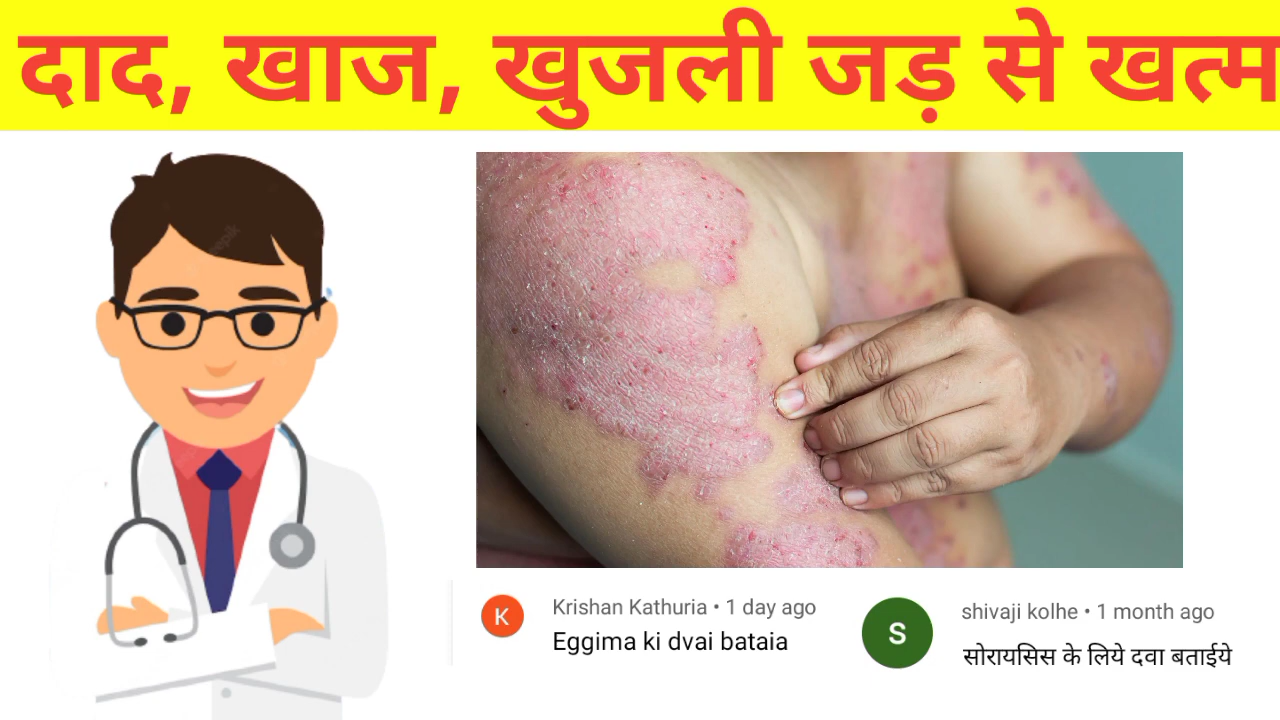 दाद, खाज, खुजली जड़ से खत्म
K
Krishan Kathuria • 1 day ago
Eggima ki dvai bataia
S
shivaji kolhe • 1 month ago
सोरायसिस के लिये दवा बताईये